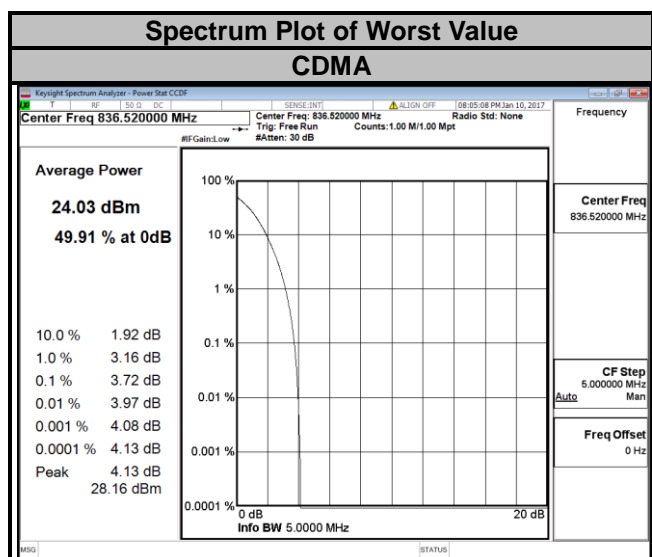 Spectrum Plot of Worst Value
CDMA
Keysight Spectrum Analyzer - Power Stat CCDF
T RF 50 Ω DC SENSE:INT ALIGN OFF 08:05:08 PM Jan 10, 2017
Center Freq 836.520000 MHz
Center Freq: 836.520000 MHz Radio Std: None
Trig: Free Run Counts:1.00 M/1.00 Mpt
#IFGain:Low #Atten: 30 dB
Frequency
Average Power
24.03 dBm
49.91 % at 0dB
10.0 % 1.92 dB
1.0 % 3.16 dB
0.1 % 3.72 dB
0.01 % 3.97 dB
0.001 % 4.08 dB
0.0001 % 4.13 dB
Peak 4.13 dB
28.16 dBm
100 %
10 %
1 %
0.1 %
0.01 %
0.001 %
0.0001 %
0 dB 20 dB
Info BW 5.0000 MHz
Center Freq
836.520000 MHz
CF Step
5.000000 MHz
Auto Man
Freq Offset
0 Hz
MSG STATUS